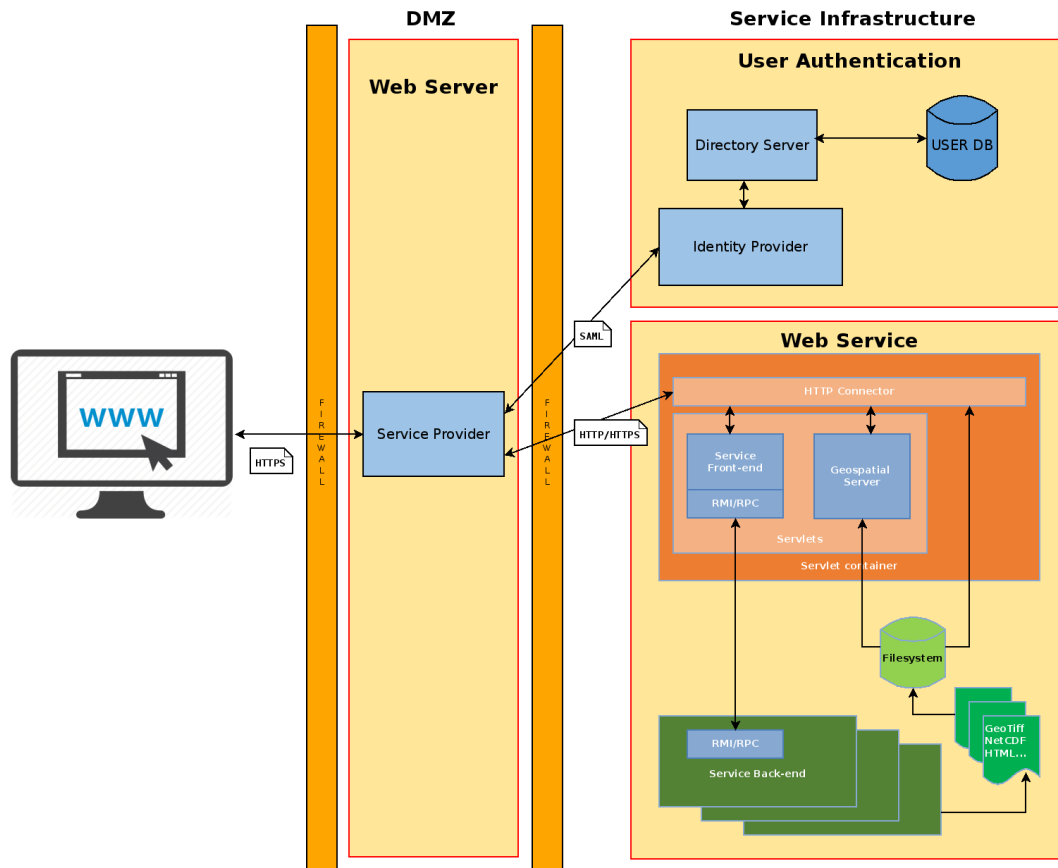 DMZ
Service Infrastructure
Web Server
User Authentication
Directory Server
USER DB
Identity Provider
SAML
Web Service
HTTP Connector
WWW
FIREWALL
Service Provider
FIREWALL
HTTP/HTTPS
HTTPS
Service
Front-end
RMI/RPC
Geospatial
Server
Servlets
Servlet container
Filesystem
GeoTiff
NetCDF
HTML...
RMI/RPC
Service Back-end